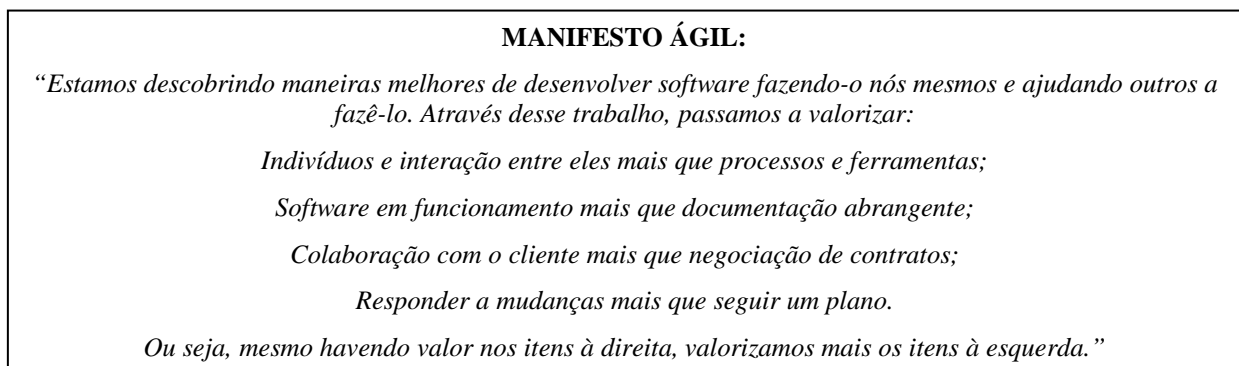 MANIFESTO ÁGIL:
“Estamos descobrindo maneiras melhores de desenvolver software fazendo-o nós mesmos e ajudando outros a
fazê-lo. Através desse trabalho, passamos a valorizar:
Indivíduos e interação entre eles mais que processos e ferramentas;
Software em funcionamento mais que documentação abrangente;
Colaboração com o cliente mais que negociação de contratos;
Responder a mudanças mais que seguir um plano.
Ou seja, mesmo havendo valor nos itens à direita, valorizamos mais os itens à esquerda.”